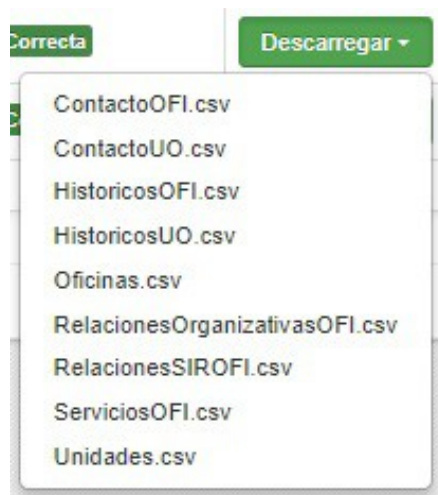 Correcta
Descarregar
ContactoOFI.csv
ContactoUO.csv
HistoricosOFI.csv
HistoricosUO.csv
Oficinas.csv
RelacionesOrganizativasOFI.csv
RelacionesSIROFI.csv
ServiciosOFI.csv
Unidades.csv